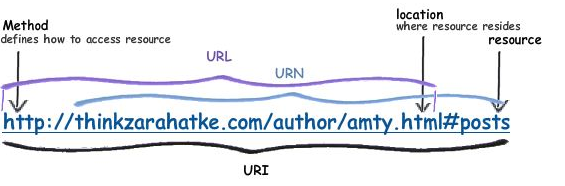 Method
defines how to access resource
location
where resource resides
resource
URL
URN
http://thinkzarahatke.com/author/amty.html#posts
URI